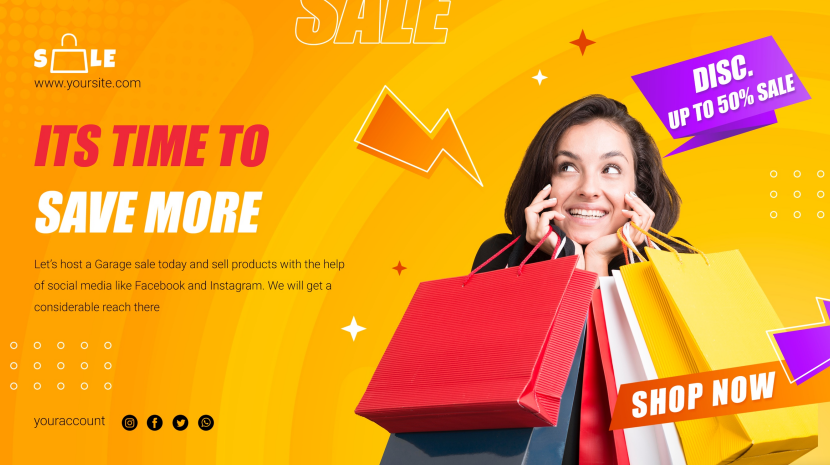 SALE
SALE
www.yoursite.com
DISC.
UP TO 50% SALE
ITS TIME TO
SAVE MORE
Let's host a Garage sale today and sell products with the help
of social media like Facebook and Instagram. We will get a
considerable reach there
SHOP NOW
youraccount